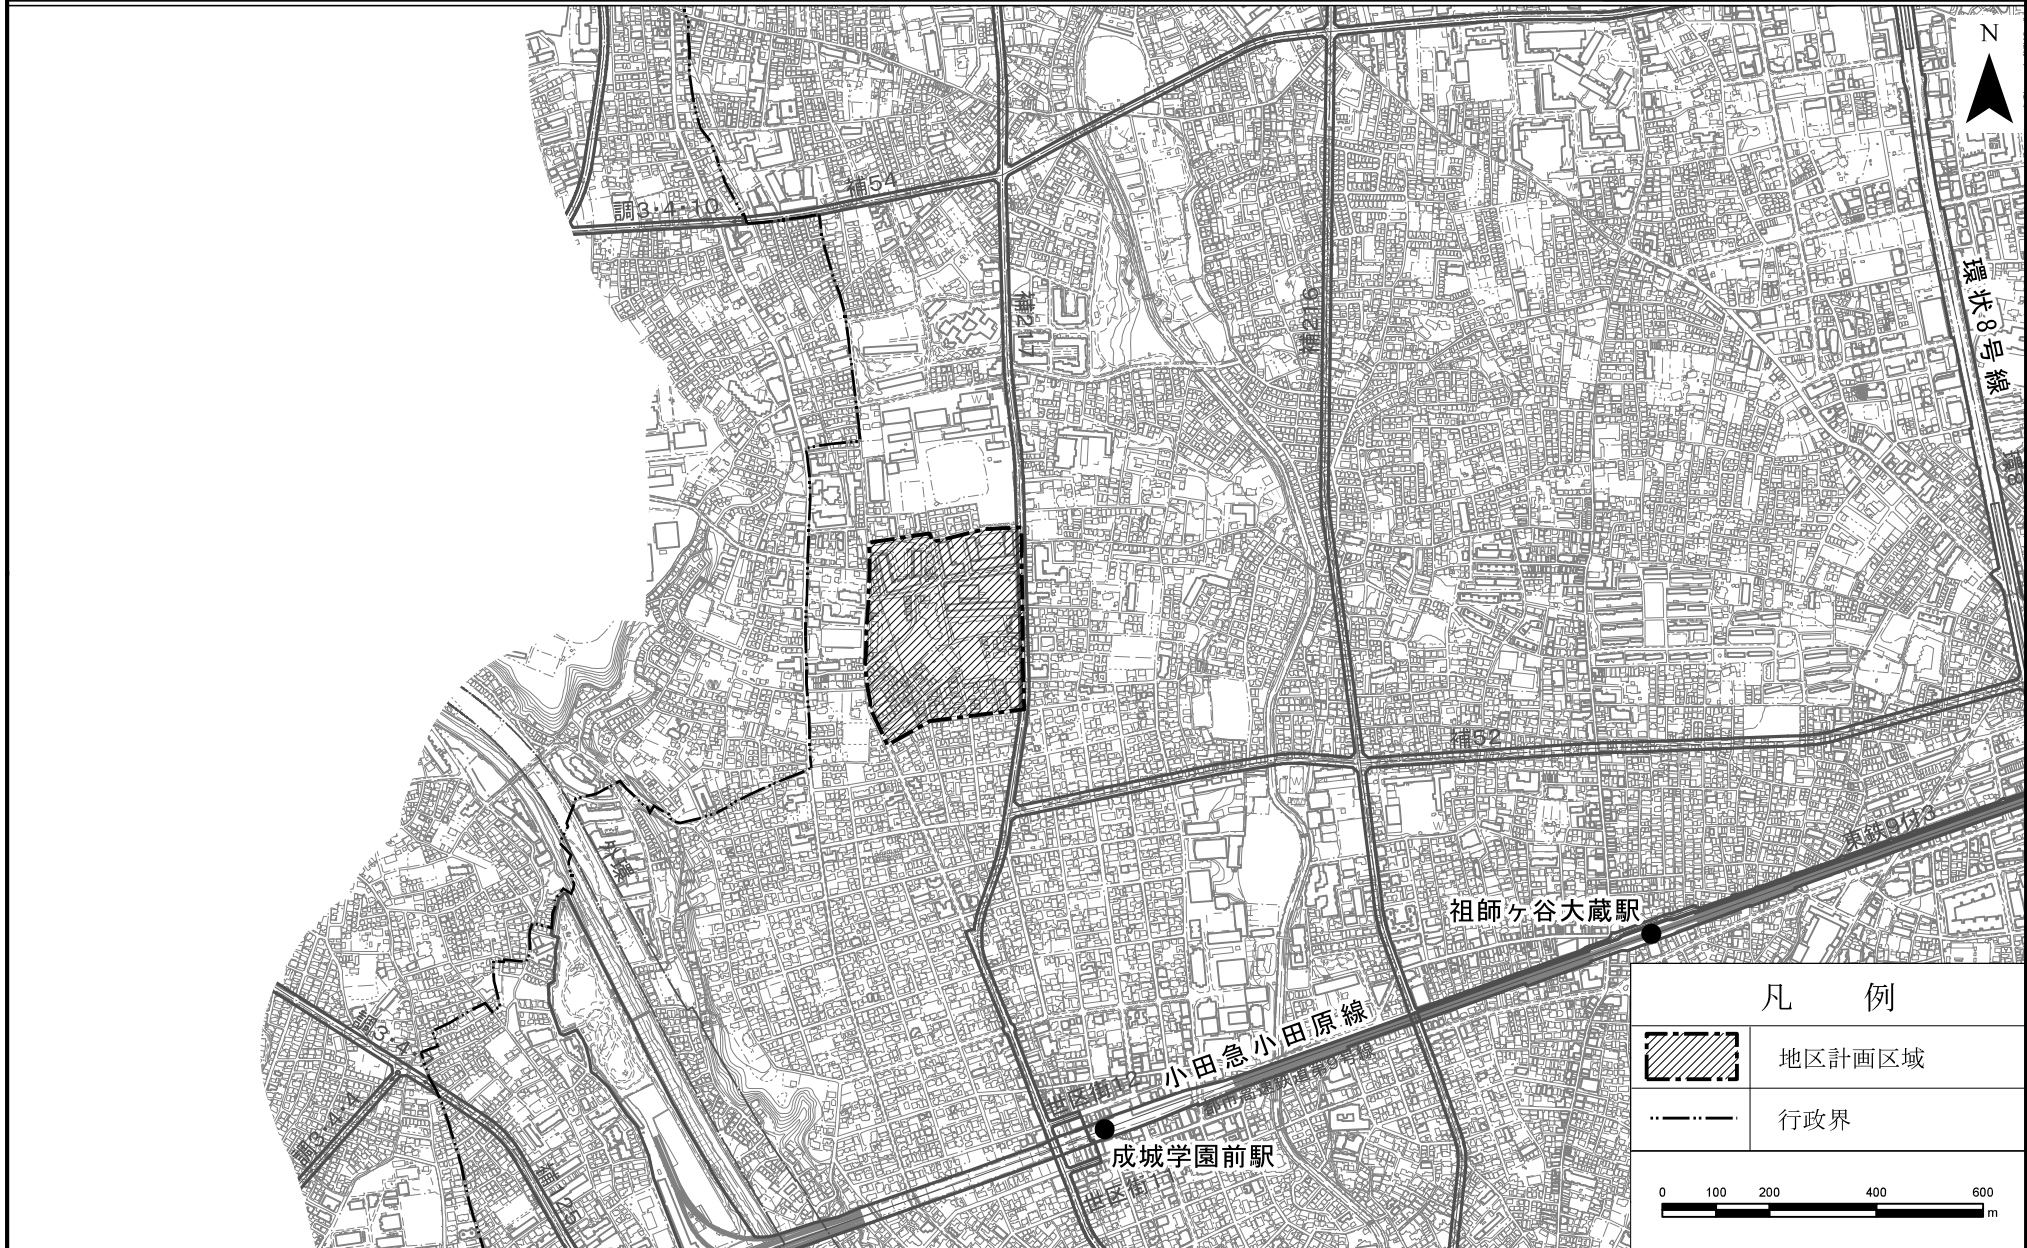 N
補54
調3・4・10
環状8号線
補217
補216
補52
東鉄9付3
祖師ヶ谷大蔵駅
小田急小田原線
世区街12
成城学園前駅
世区街11
調3・4・4
補125
凡 例
地区計画区域
行政界
0 100 200 400 600
m